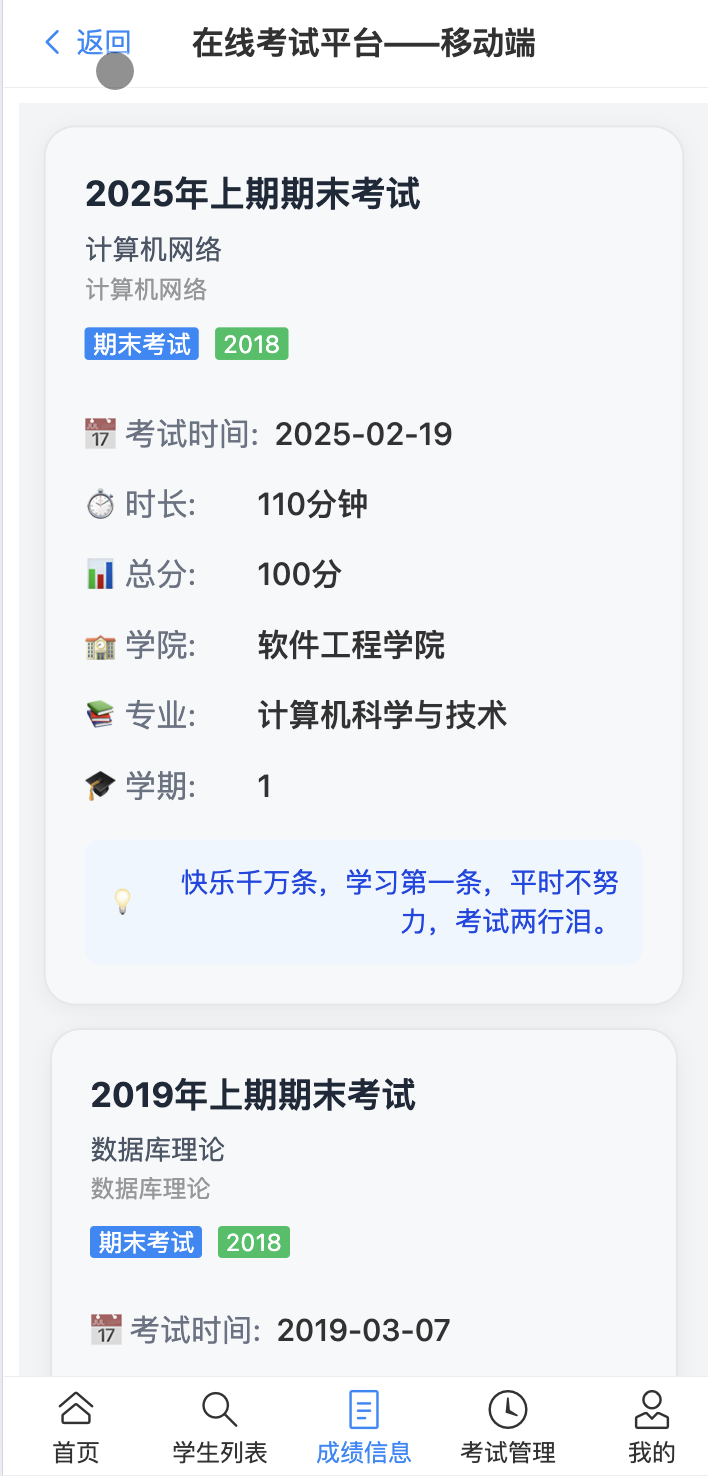 返回
在线考试平台——移动端
2025年上期期末考试
计算机网络
计算机网络
期末考试 2018
17 考试时间: 2025-02-19
时长: 110分钟
总分: 100分
学院: 软件工程学院
专业: 计算机科学与技术
学期: 1
快乐千万条，学习第一条，平时不努
力，考试两行泪。
2019年上期期末考试
数据库理论
数据库理论
期末考试 2018
17 考试时间: 2019-03-07
首页 学生列表 成绩信息 考试管理 我的